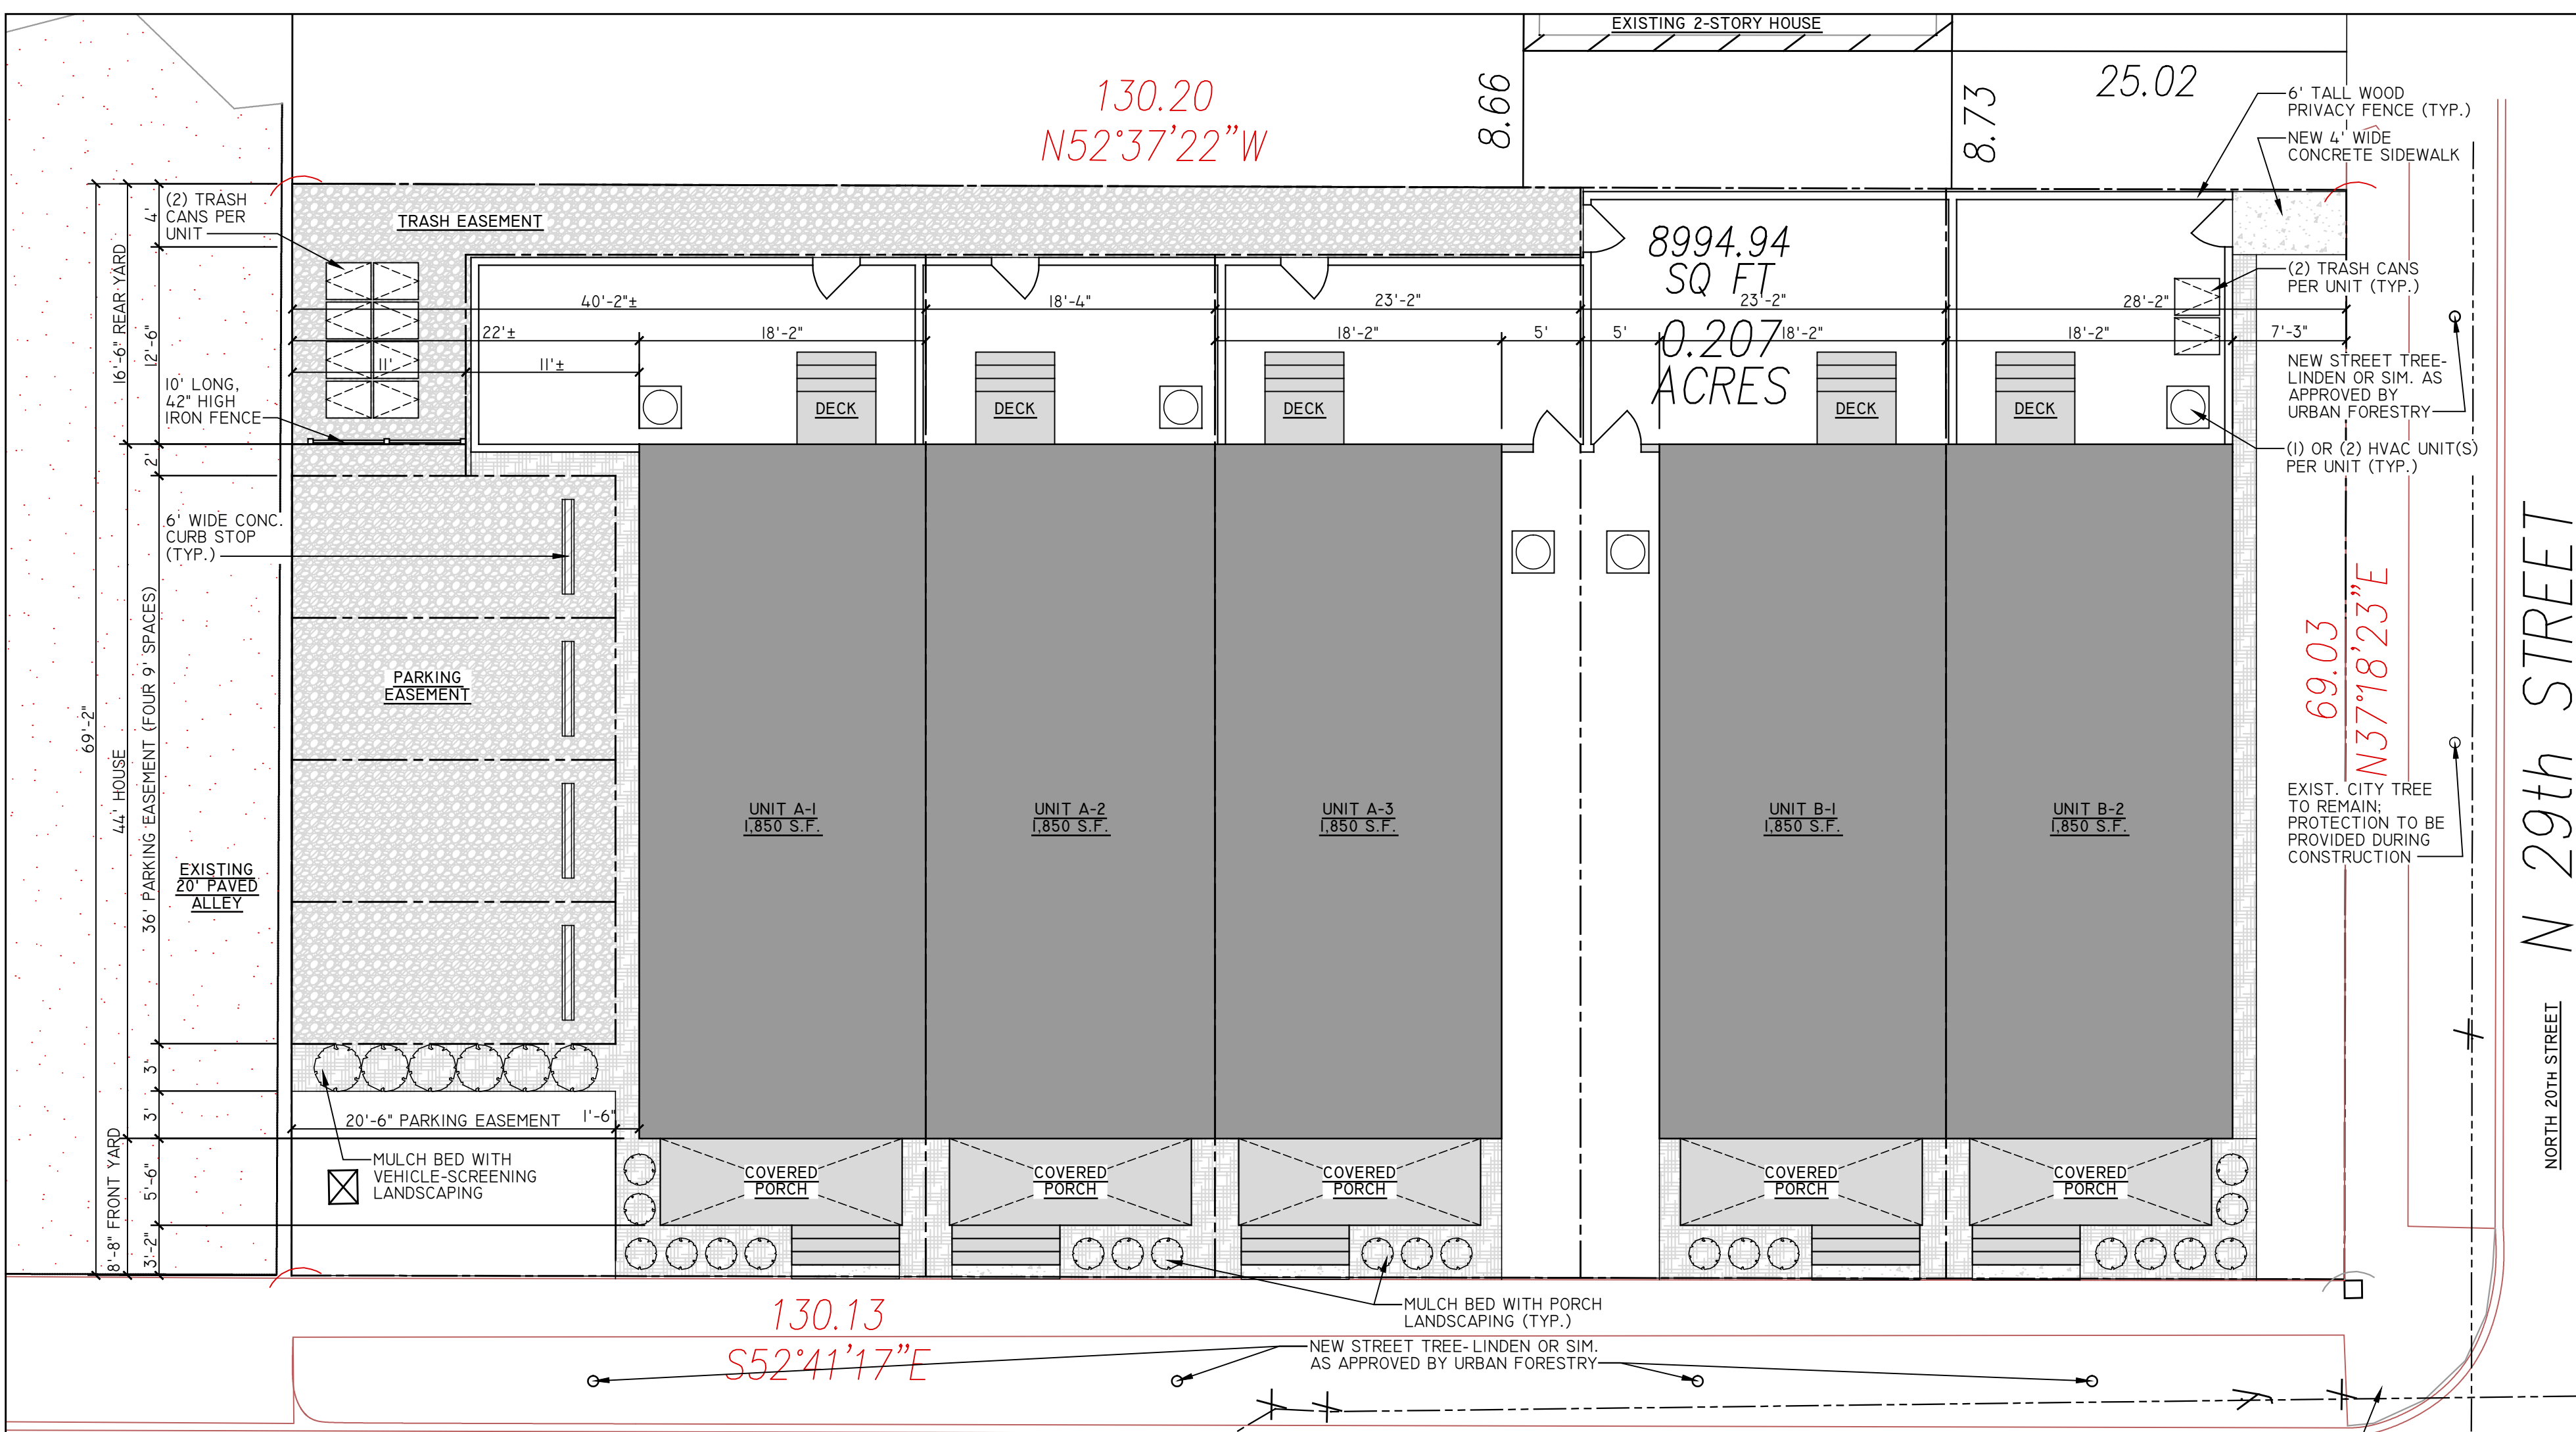 EXISTING 2-STORY HOUSE
130.20
N52°37'22"W
8.66
8.73
25.02
6' TALL WOOD
PRIVACY FENCE (TYP.)
NEW 4' WIDE
CONCRETE SIDEWALK
(2) TRASH
CANS PER
UNIT
TRASH EASEMENT
8994.94
SQ FT
0.207
ACRES
(2) TRASH CANS
PER UNIT (TYP.)
4'
16'-6" REAR YARD
12'-6"
40'-2"±
18'-4"
23'-2"
23'-2"
28'-2"
22'±
18'-2"
18'-2"
5'
5'
18'-2"
18'-2"
7'-3"
11'
11'±
10' LONG,
42" HIGH
IRON FENCE
DECK
DECK
DECK
DECK
DECK
NEW STREET TREE-
LINDEN OR SIM. AS
APPROVED BY
URBAN FORESTRY
(1) OR (2) HVAC UNIT(S)
PER UNIT (TYP.)
2'
6' WIDE CONC.
CURB STOP
(TYP.)
69'-2"
44' HOUSE
36' PARKING EASEMENT (FOUR 9' SPACES)
PARKING
EASEMENT
EXISTING
20' PAVED
ALLEY
UNIT A-1
1,850 S.F.
UNIT A-2
1,850 S.F.
UNIT A-3
1,850 S.F.
UNIT B-1
1,850 S.F.
UNIT B-2
1,850 S.F.
69.03
N37°18'23"E
N 29th STREET
EXIST. CITY TREE
TO REMAIN;
PROTECTION TO BE
PROVIDED DURING
CONSTRUCTION
NORTH 20TH STREET
3'
3'
20'-6" PARKING EASEMENT
1'-6"
8'-8" FRONT YARD
5'-6"
3'-2"
MULCH BED WITH
VEHICLE-SCREENING
LANDSCAPING
COVERED
PORCH
COVERED
PORCH
COVERED
PORCH
COVERED
PORCH
COVERED
PORCH
MULCH BED WITH PORCH
LANDSCAPING (TYP.)
130.13
S52°41'17"E
NEW STREET TREE-LINDEN OR SIM.
AS APPROVED BY URBAN FORESTRY